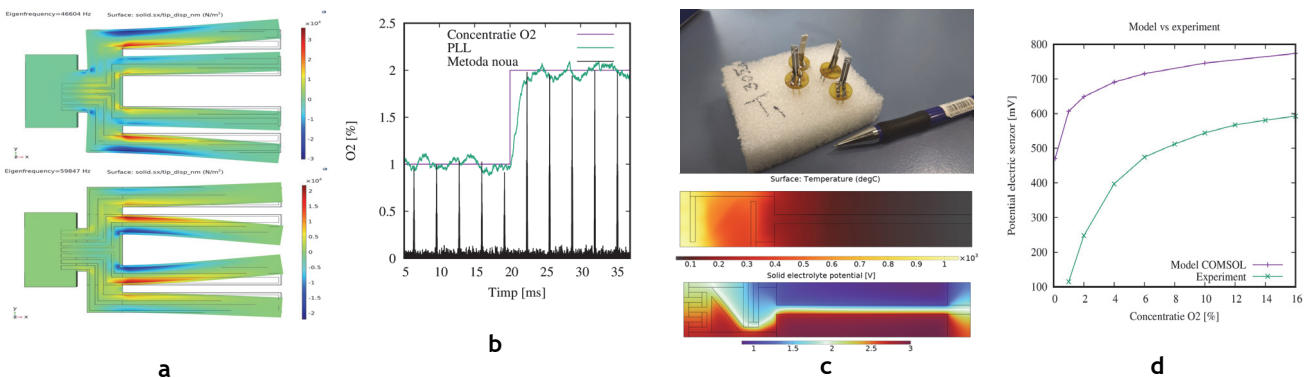 Eigenfrequency=46604 Hz Surface: solid.sx/tip_disp_nm (N/m²)
×10⁴
3
2
1
0
-1
-2
-3
y
x
Eigenfrequency=59847 Hz Surface: solid.sx/tip_disp_nm (N/m²)
×10⁴
2
1.5
1
0.5
0
-0.5
-1
-1.5
-2
y
x
a
Concentratie O2
PLL
Metoda noua
O2 [%]
2.5
2
1.5
1
0.5
0
5 10 15 20 25 30 35
Timp [ms]
b
Surface: Temperature (degC)
×10³
0.1 0.2 0.3 0.4 0.5 0.6 0.7 0.8 0.9 1
Solid electrolyte potential [V]
1 1.5 2 2.5 3
c
Model vs experiment
Potential electric senzor [mV]
800
700
600
500
400
300
200
100
Model COMSOL
Experiment
0 2 4 6 8 10 12 14 16
Concentratie O2 [%]
d